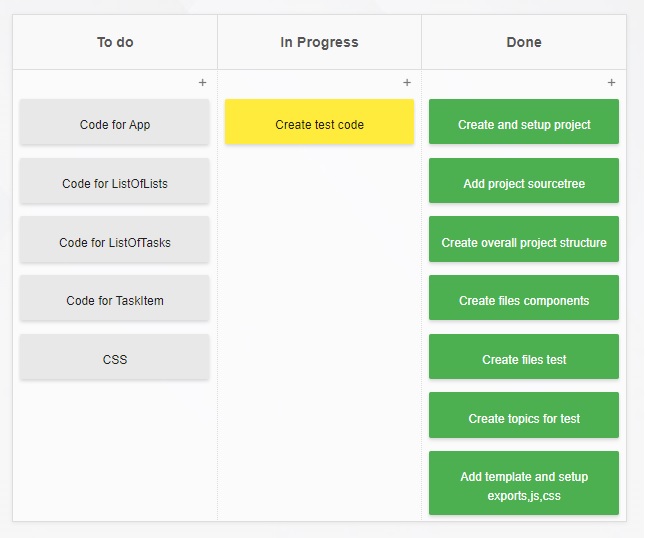 To do
In Progress
Done
+
+
+
Code for App
Create test code
Create and setup project
Code for ListOfLists
Add project sourcetree
Code for ListOfTasks
Create overall project structure
Code for TaskItem
Create files components
CSS
Create files test
Create topics for test
Add template and setup
exports,js,css